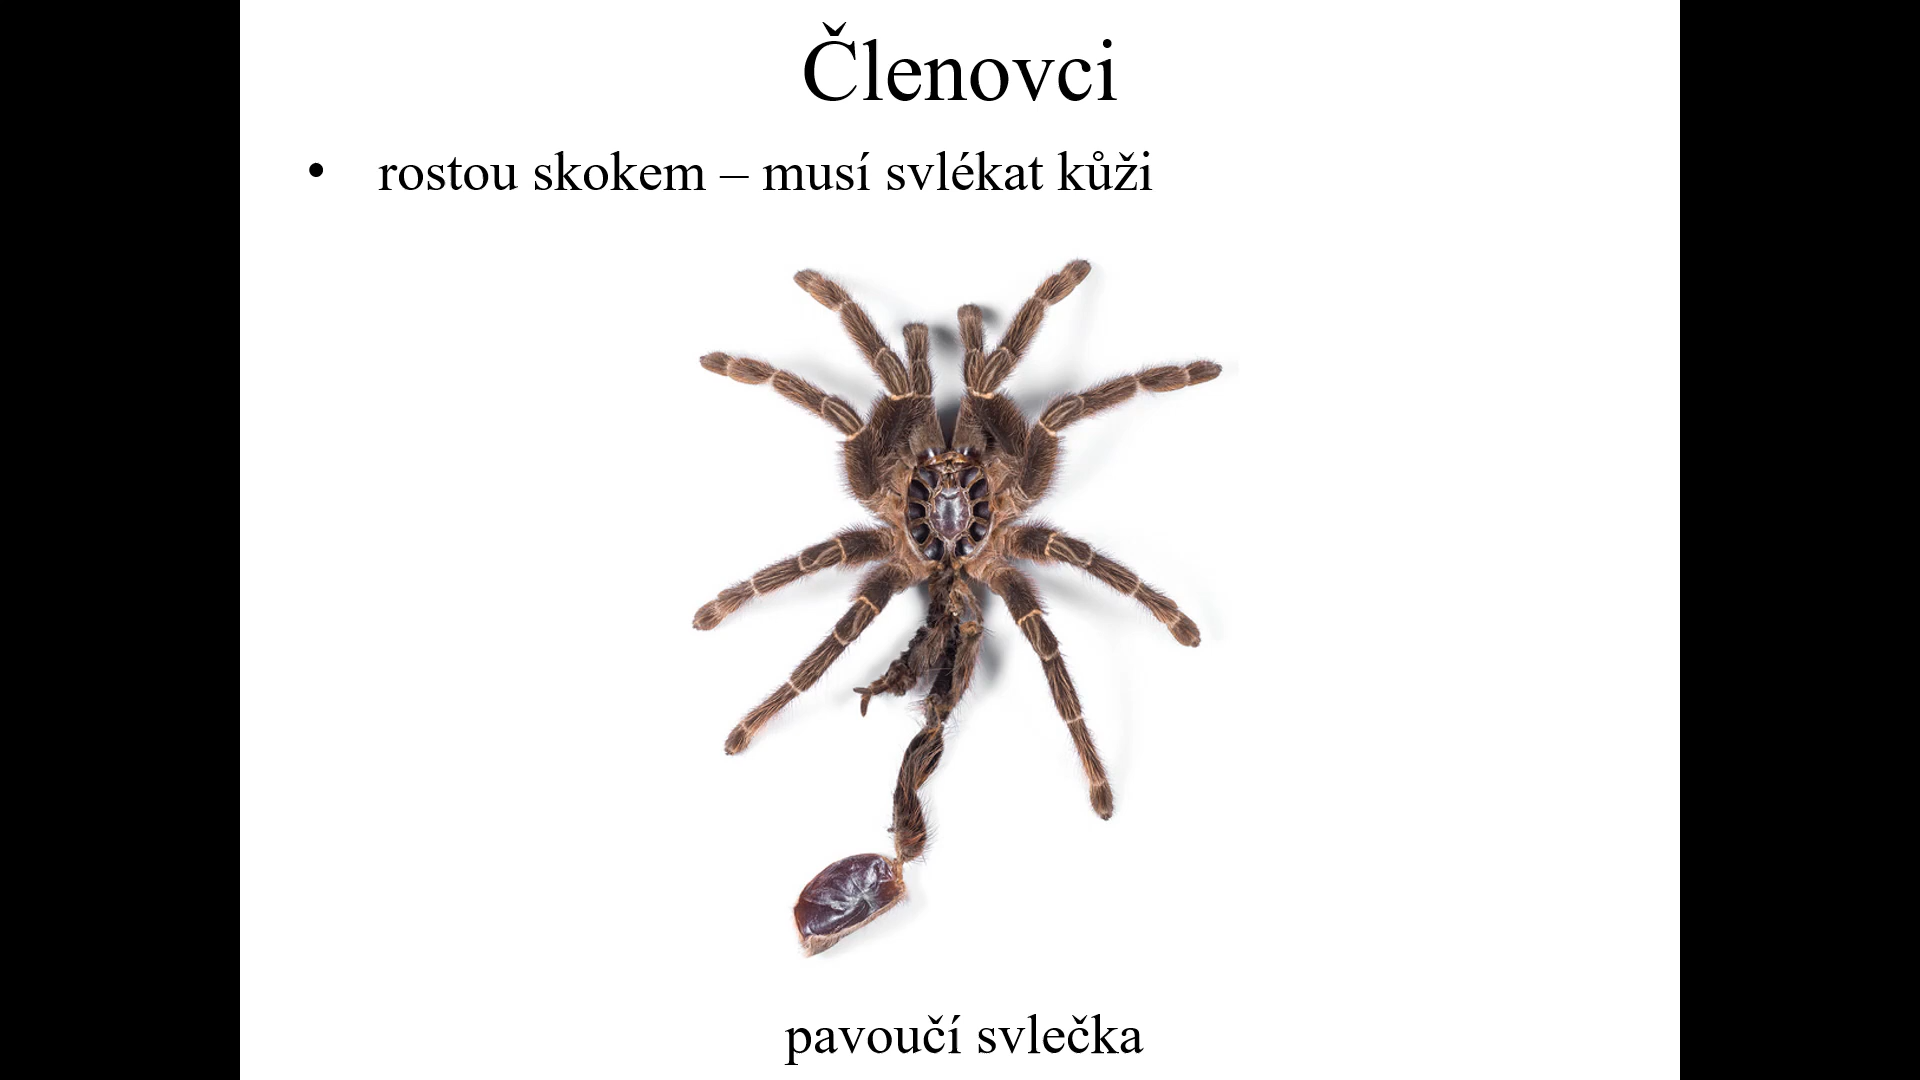 Členovci
• rostou skokem – musí svlékat kůži
pavoučí svlečka